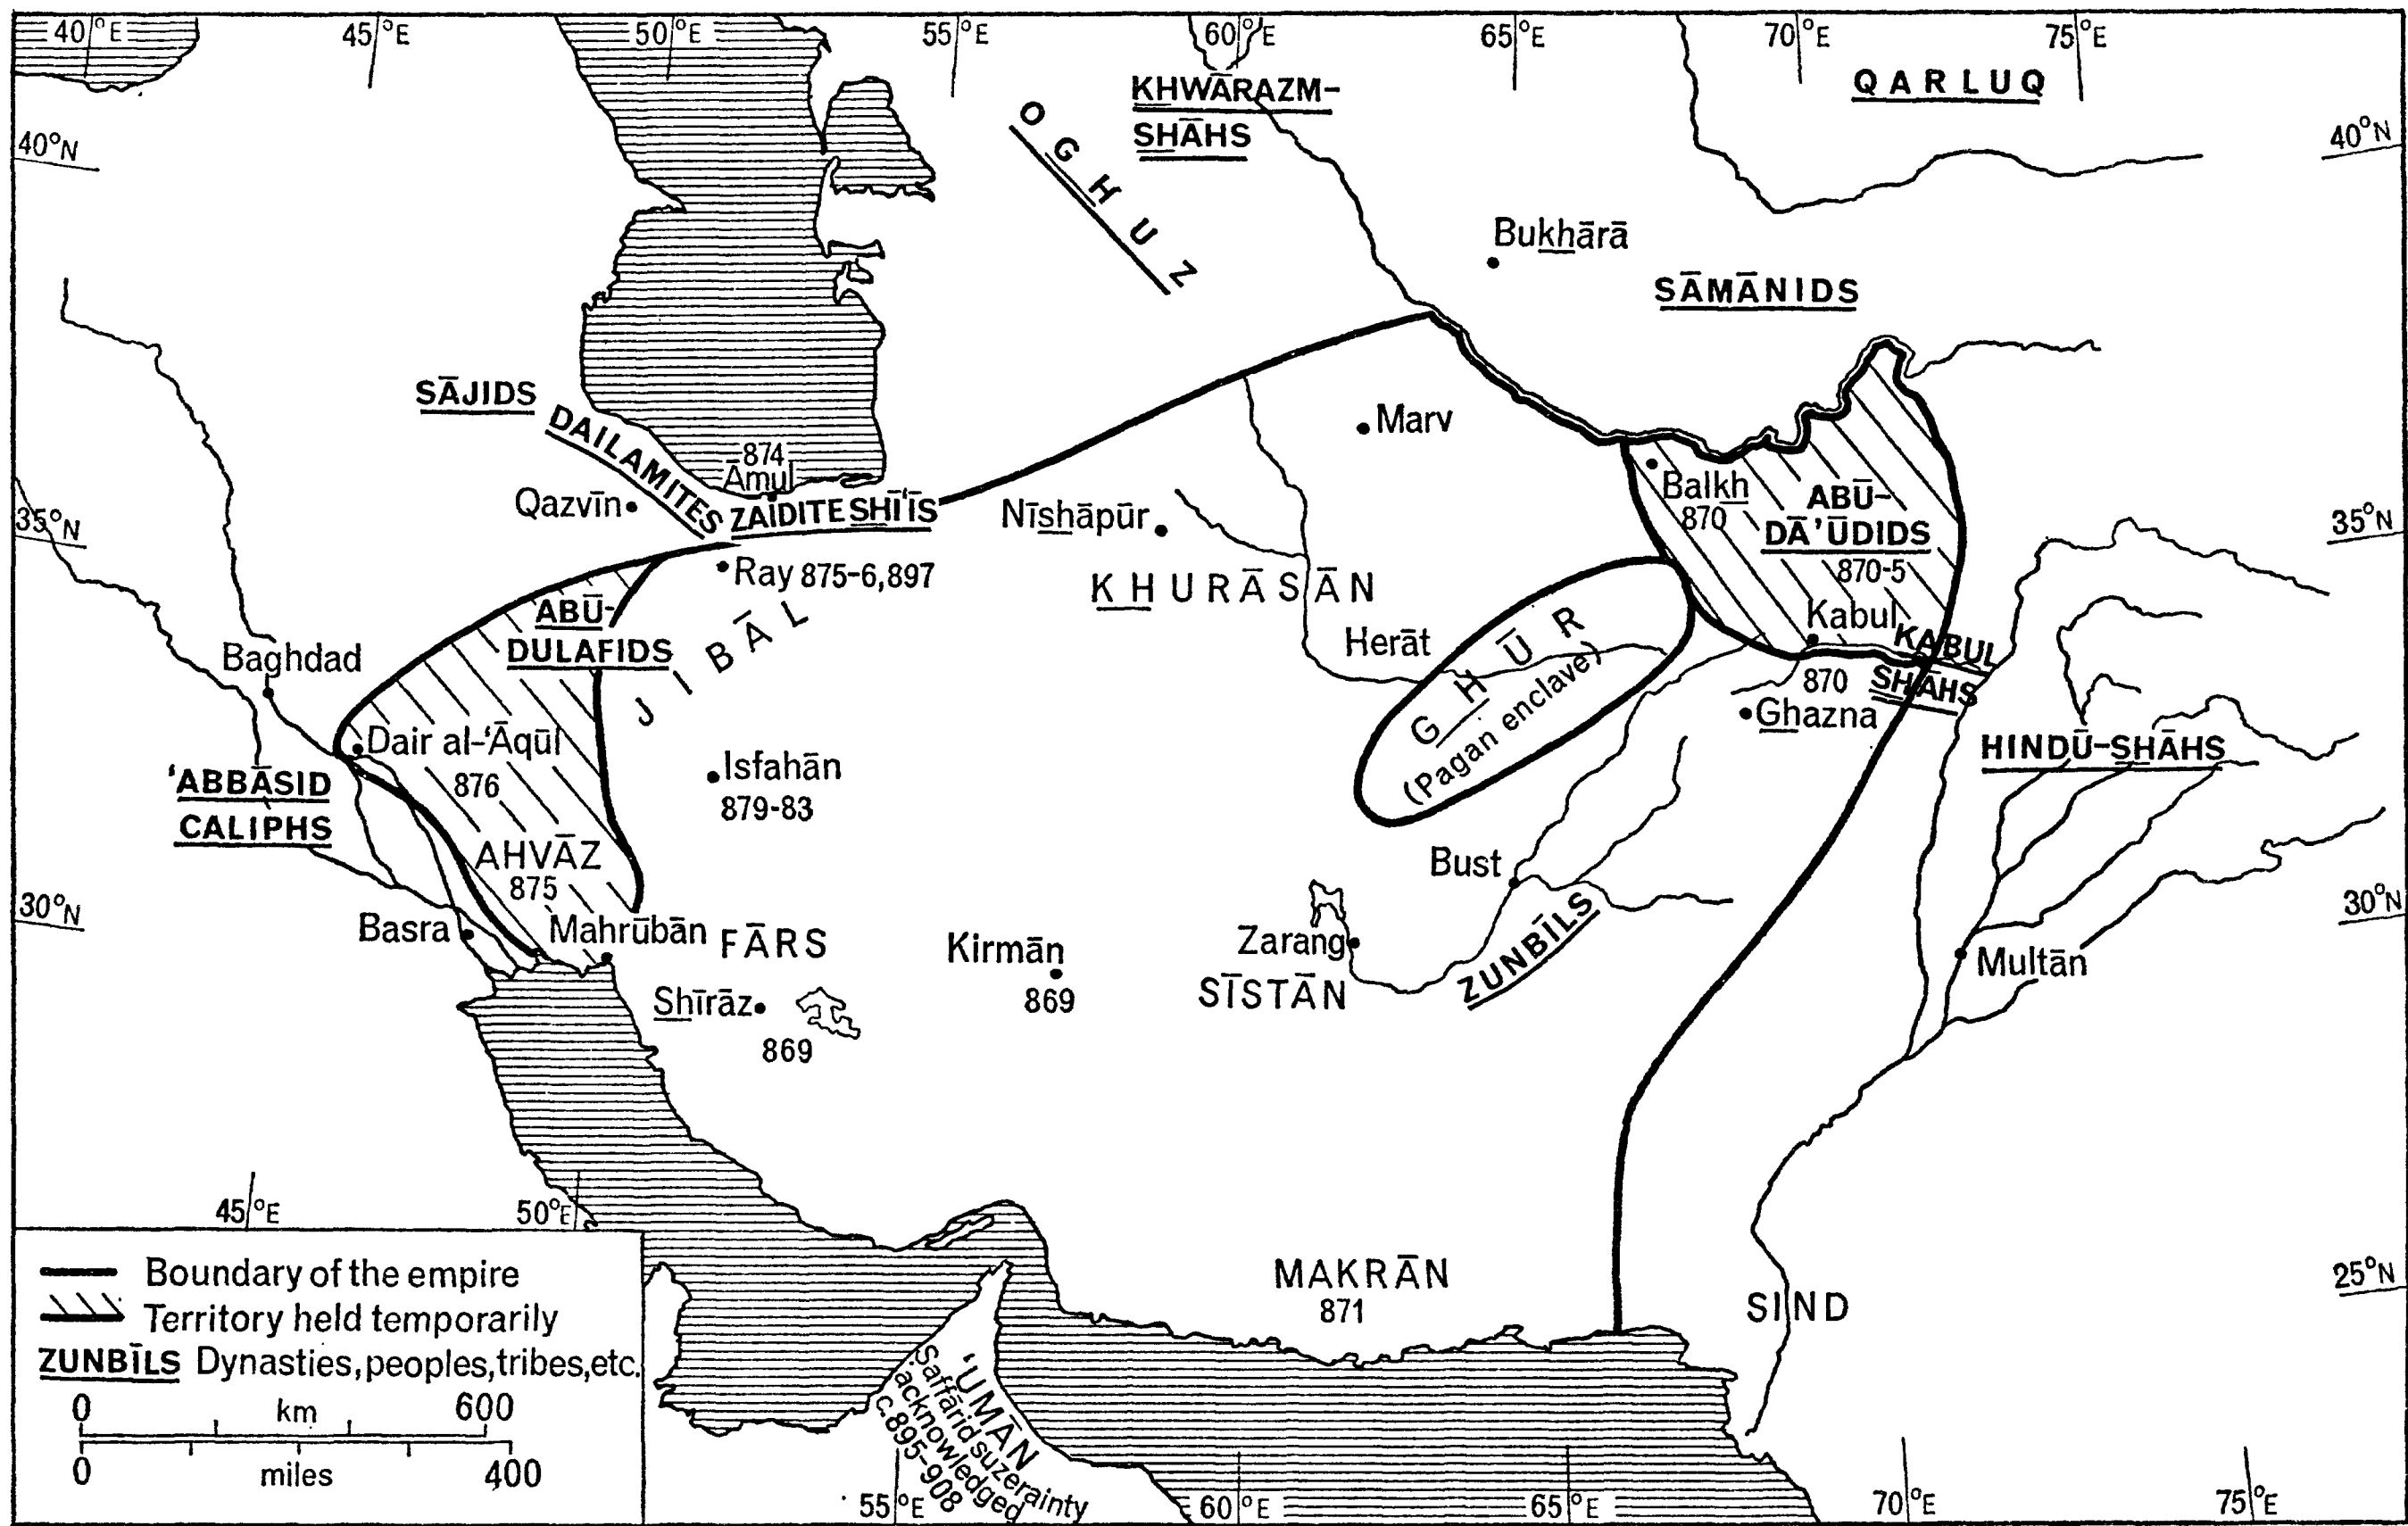 40°E
45°E
50°E
55°E
60°E
65°E
70°E
75°E
KHWĀRAZM-
SHĀHS
QARLUQ
OGHUZ
40°N
40°N
Bukhārā
SĀMĀNIDS
SĀJIDS
DAILAMITES
874
Āmul
Marv
Qazvīn
ZAIDITE SHĪ'ĪS
Nīshāpūr
Balkh
870
ABŪ-
DĀ'ŪDIDS
870-5
35°N
35°N
Ray 875-6,897
KHURĀSĀN
ABŪ-
DULAFIDS
JIBĀL
Herāt
GHŪR
(Pagan enclave)
Kabul
KABUL
SHĀHS
870
Ghazna
Baghdad
Dair al-'Āqūl
876
'ABBĀSID
CALIPHS
Isfahān
879-83
HINDŪ-SHĀHS
AHVĀZ
875
Bust
30°N
30°N
Basra
Mahrūbān
FĀRS
Kirmān
869
Zarang
SĪSTĀN
ZUNBĪLS
Multān
Shīrāz
869
45°E
50°E
MAKRĀN
871
SIND
25°N
Boundary of the empire
Territory held temporarily
ZUNBĪLS Dynasties, peoples, tribes, etc.
0 km 600
0 miles 400
'UMĀN
Saffārid suzerainty
acknowledged
c.895-908
55°E
60°E
65°E
70°E
75°E